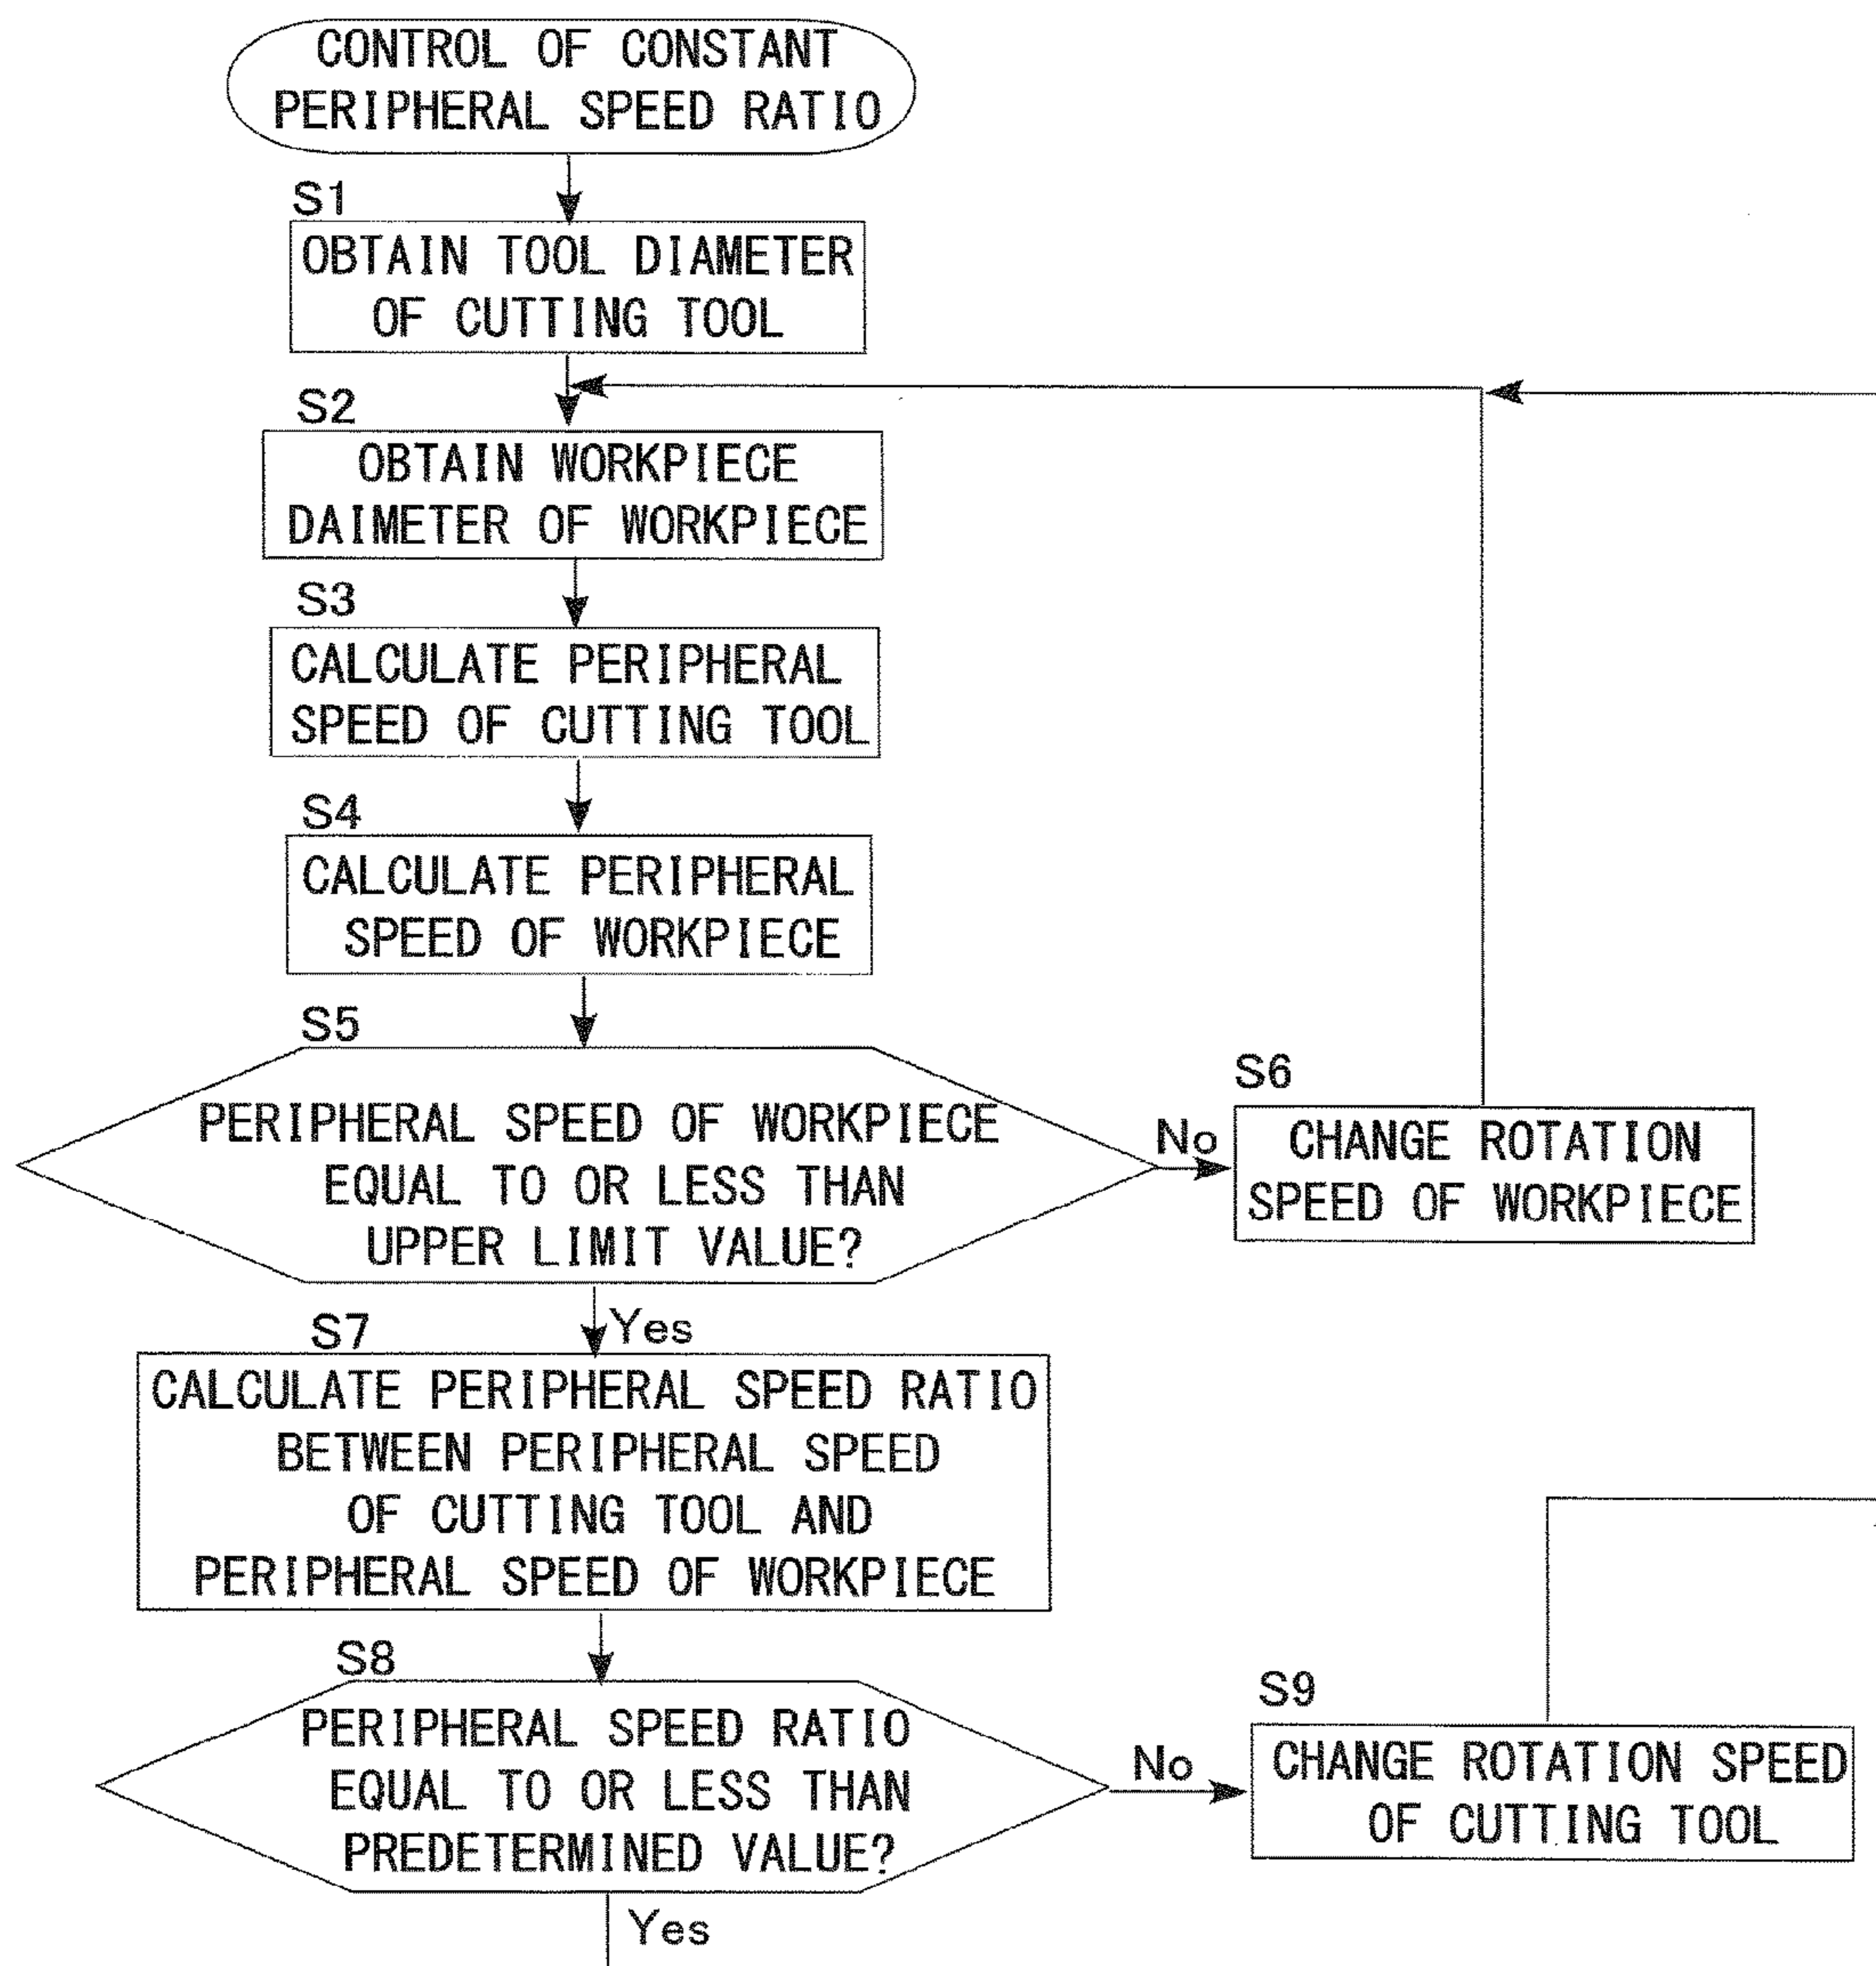 CONTROL OF CONSTANT
PERIPHERAL SPEED RATIO
S1
OBTAIN TOOL DIAMETER
OF CUTTING TOOL
S2
OBTAIN WORKPIECE
DAIMETER OF WORKPIECE
S3
CALCULATE PERIPHERAL
SPEED OF CUTTING TOOL
S4
CALCULATE PERIPHERAL
SPEED OF WORKPIECE
S5
PERIPHERAL SPEED OF WORKPIECE
EQUAL TO OR LESS THAN
UPPER LIMIT VALUE?
No
S6
CHANGE ROTATION
SPEED OF WORKPIECE
Yes
S7
CALCULATE PERIPHERAL SPEED RATIO
BETWEEN PERIPHERAL SPEED
OF CUTTING TOOL AND
PERIPHERAL SPEED OF WORKPIECE
S8
PERIPHERAL SPEED RATIO
EQUAL TO OR LESS THAN
PREDETERMINED VALUE?
No
S9
CHANGE ROTATION SPEED
OF CUTTING TOOL
Yes